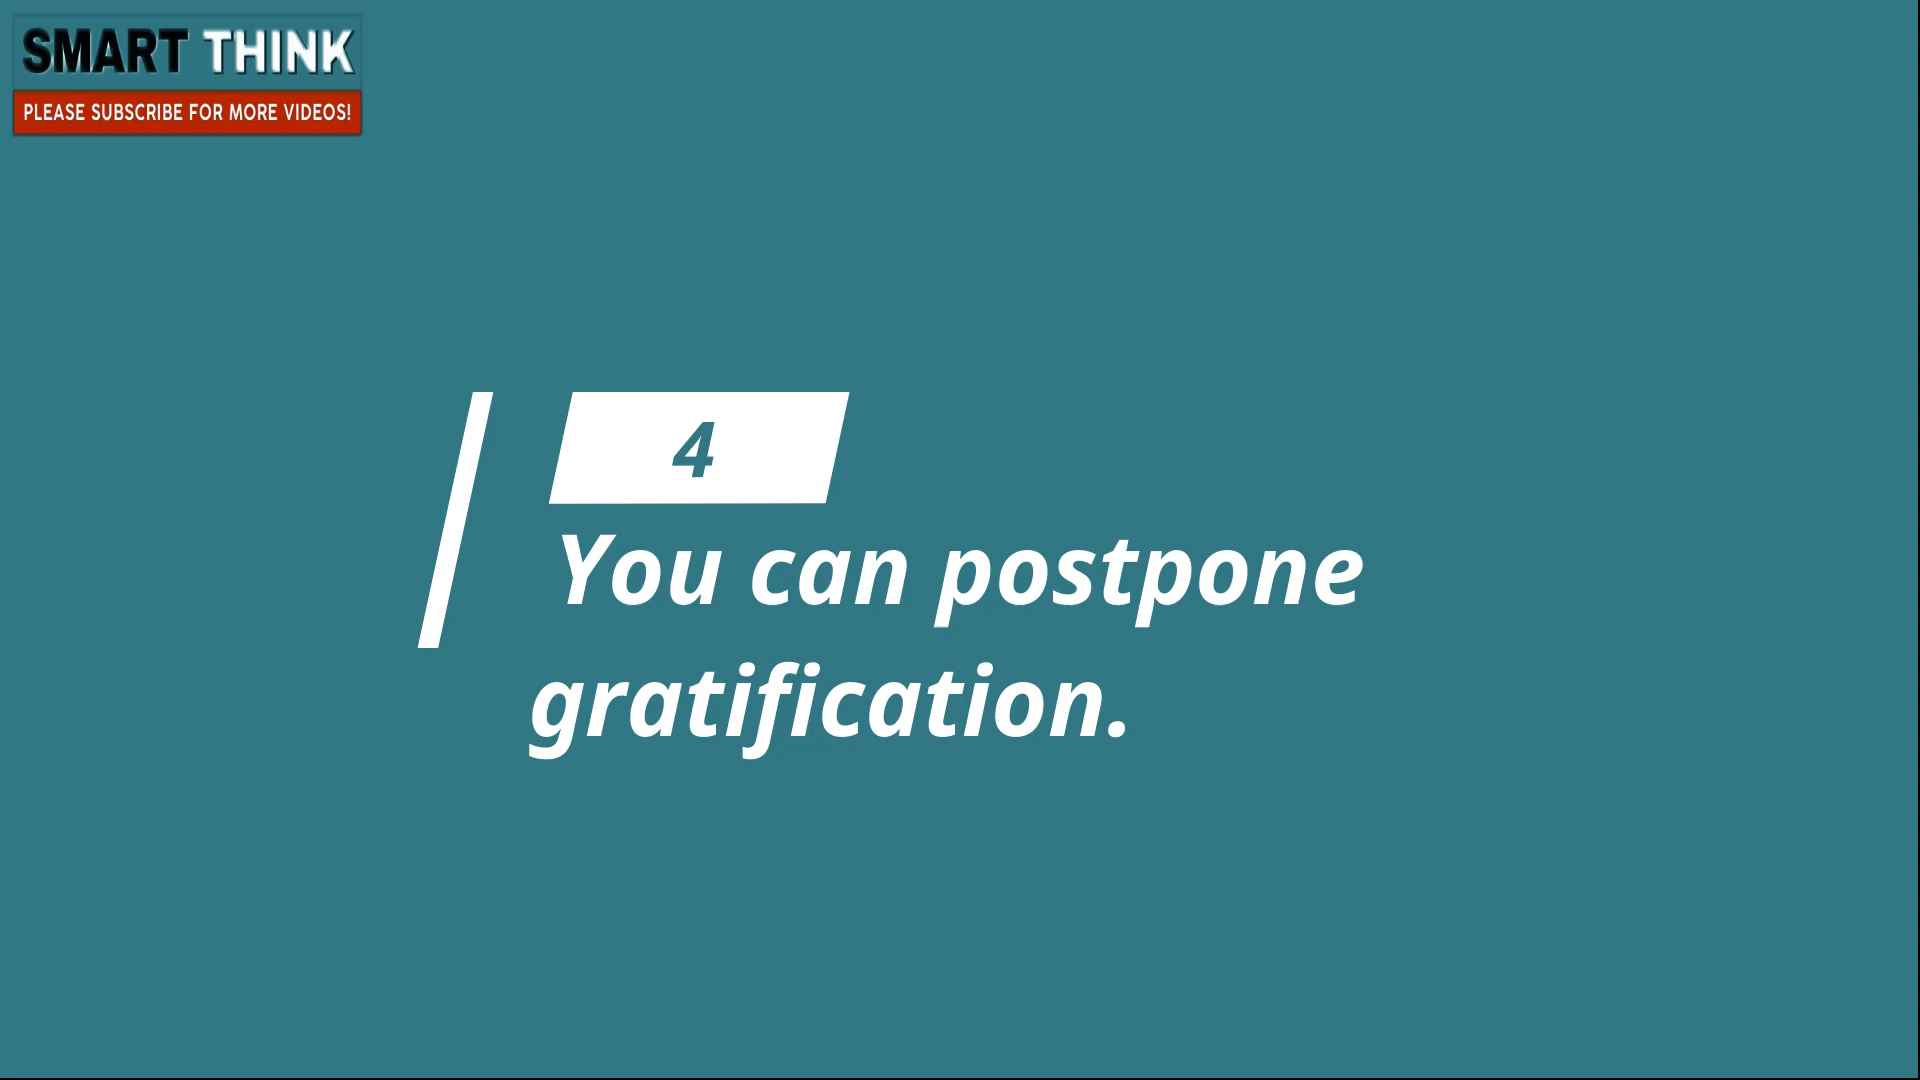 SMART THINK
PLEASE SUBSCRIBE FOR MORE VIDEOS!
4
You can postpone
gratification.